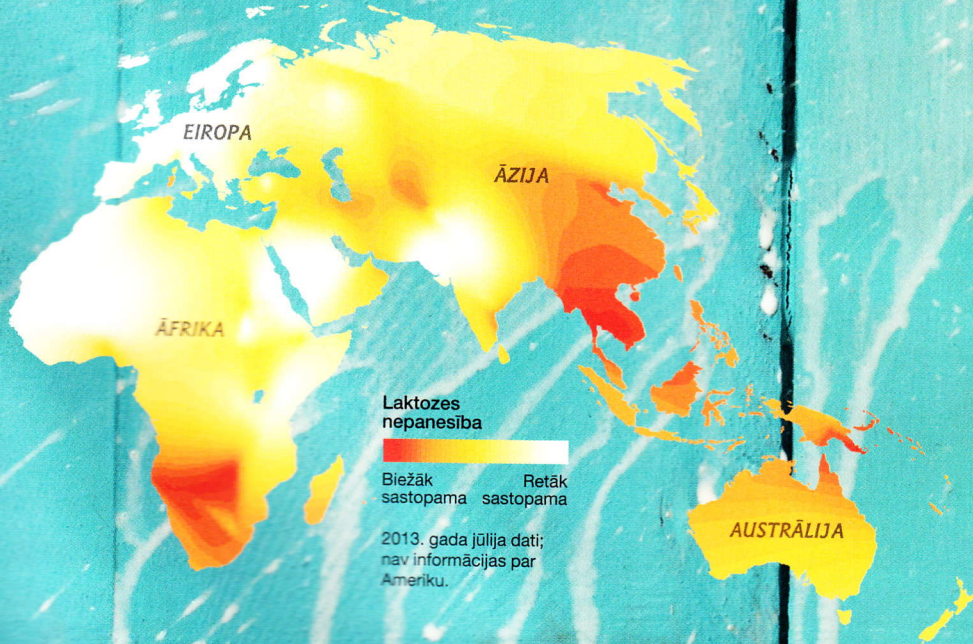 EIROPA
ĀZIJA
ĀFRIKA
Laktozes
nepanesība
Biežāk Retāk
sastopama sastopama
2013. gada jūlija dati;
nav informācijas par
Ameriku.
AUSTRĀLIJA